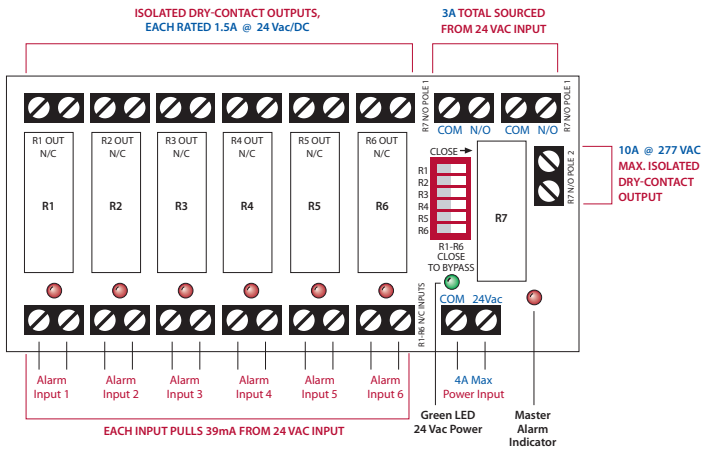 ISOLATED DRY-CONTACT OUTPUTS,
EACH RATED 1.5A @ 24 Vac/DC
3A TOTAL SOURCED
FROM 24 VAC INPUT
R7 N/O POLE 1
R7 N/O POLE 1
COM N/O
COM N/O
R1 OUT
N/C
R2 OUT
N/C
R3 OUT
N/C
R4 OUT
N/C
R5 OUT
N/C
R6 OUT
N/C
R1
R2
R3
R4
R5
R6
CLOSE
R1
R2
R3
R4
R5
R6
R1-R6
CLOSE
TO BYPASS
R7
R7 N/O POLE 2
10A @ 277 VAC
MAX. ISOLATED
DRY-CONTACT
OUTPUT
R1-R6 N/C INPUTS
COM 24Vac
Alarm
Input 1
Alarm
Input 2
Alarm
Input 3
Alarm
Input 4
Alarm
Input 5
Alarm
Input 6
4A Max
Power Input
EACH INPUT PULLS 39mA FROM 24 VAC INPUT
Green LED
24 Vac Power
Master
Alarm
Indicator